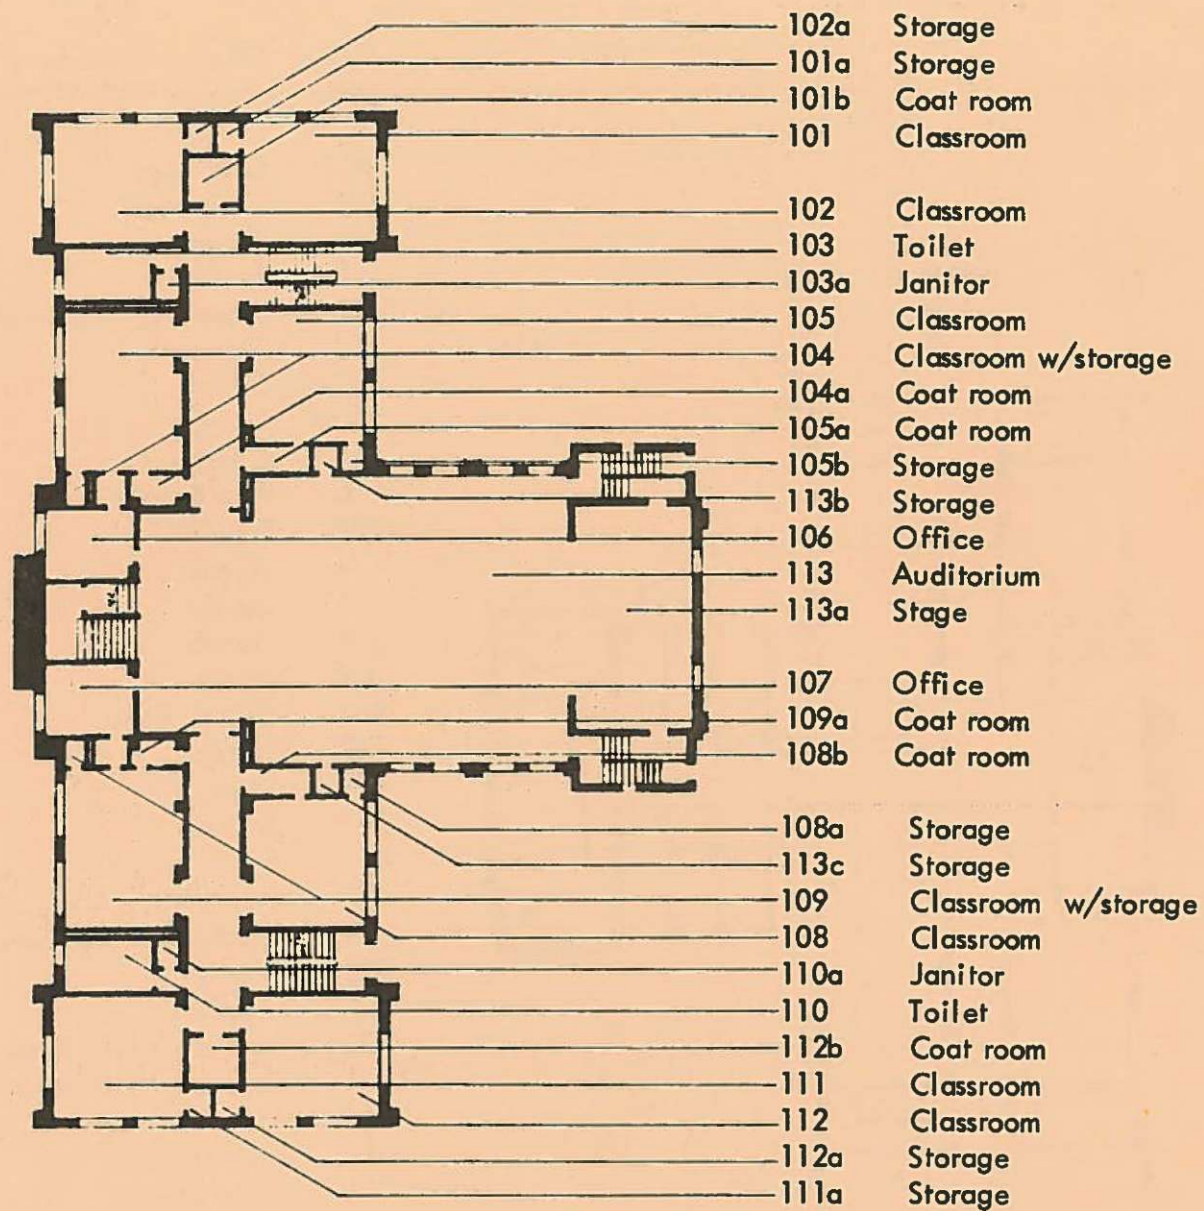 102a Storage
101a Storage
101b Coat room
101 Classroom
102 Classroom
103 Toilet
103a Janitor
105 Classroom
104 Classroom w/storage
104a Coat room
105a Coat room
105b Storage
113b Storage
106 Office
113 Auditorium
113a Stage
107 Office
109a Coat room
108b Coat room
108a Storage
113c Storage
109 Classroom w/storage
108 Classroom
110a Janitor
110 Toilet
112b Coat room
111 Classroom
112 Classroom
112a Storage
111a Storage